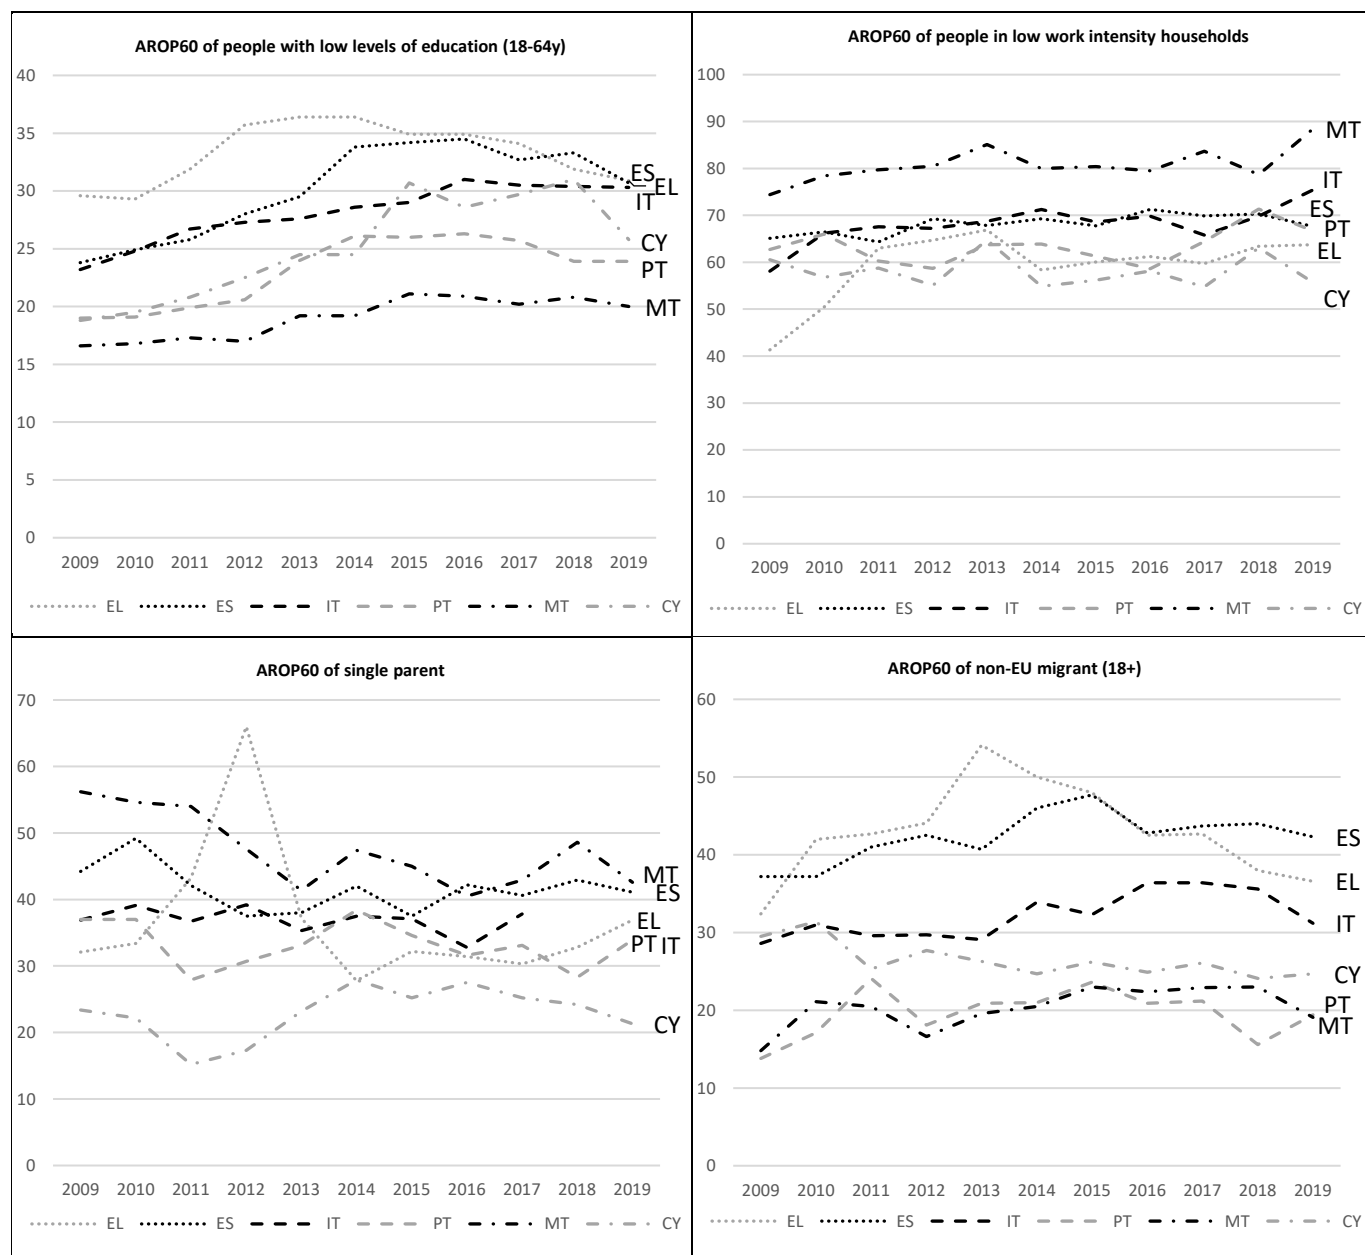 AROP60 of people with low levels of education (18-64y)
40
35
30
25
20
15
10
5
0
ES
EL
IT
CY
PT
MT
2009 2010 2011 2012 2013 2014 2015 2016 2017 2018 2019
EL ES IT PT MT CY
AROP60 of people in low work intensity households
100
90
80
70
60
50
40
30
20
10
0
MT
IT
ES
PT
EL
CY
2009 2010 2011 2012 2013 2014 2015 2016 2017 2018 2019
EL ES IT PT MT CY
AROP60 of single parent
70
60
50
40
30
20
10
0
MT
ES
EL
PT IT
CY
2009 2010 2011 2012 2013 2014 2015 2016 2017 2018 2019
EL ES IT PT MT CY
AROP60 of non-EU migrant (18+)
60
50
40
30
20
10
0
ES
EL
IT
CY
PT
MT
2009 2010 2011 2012 2013 2014 2015 2016 2017 2018 2019
EL ES IT PT MT CY